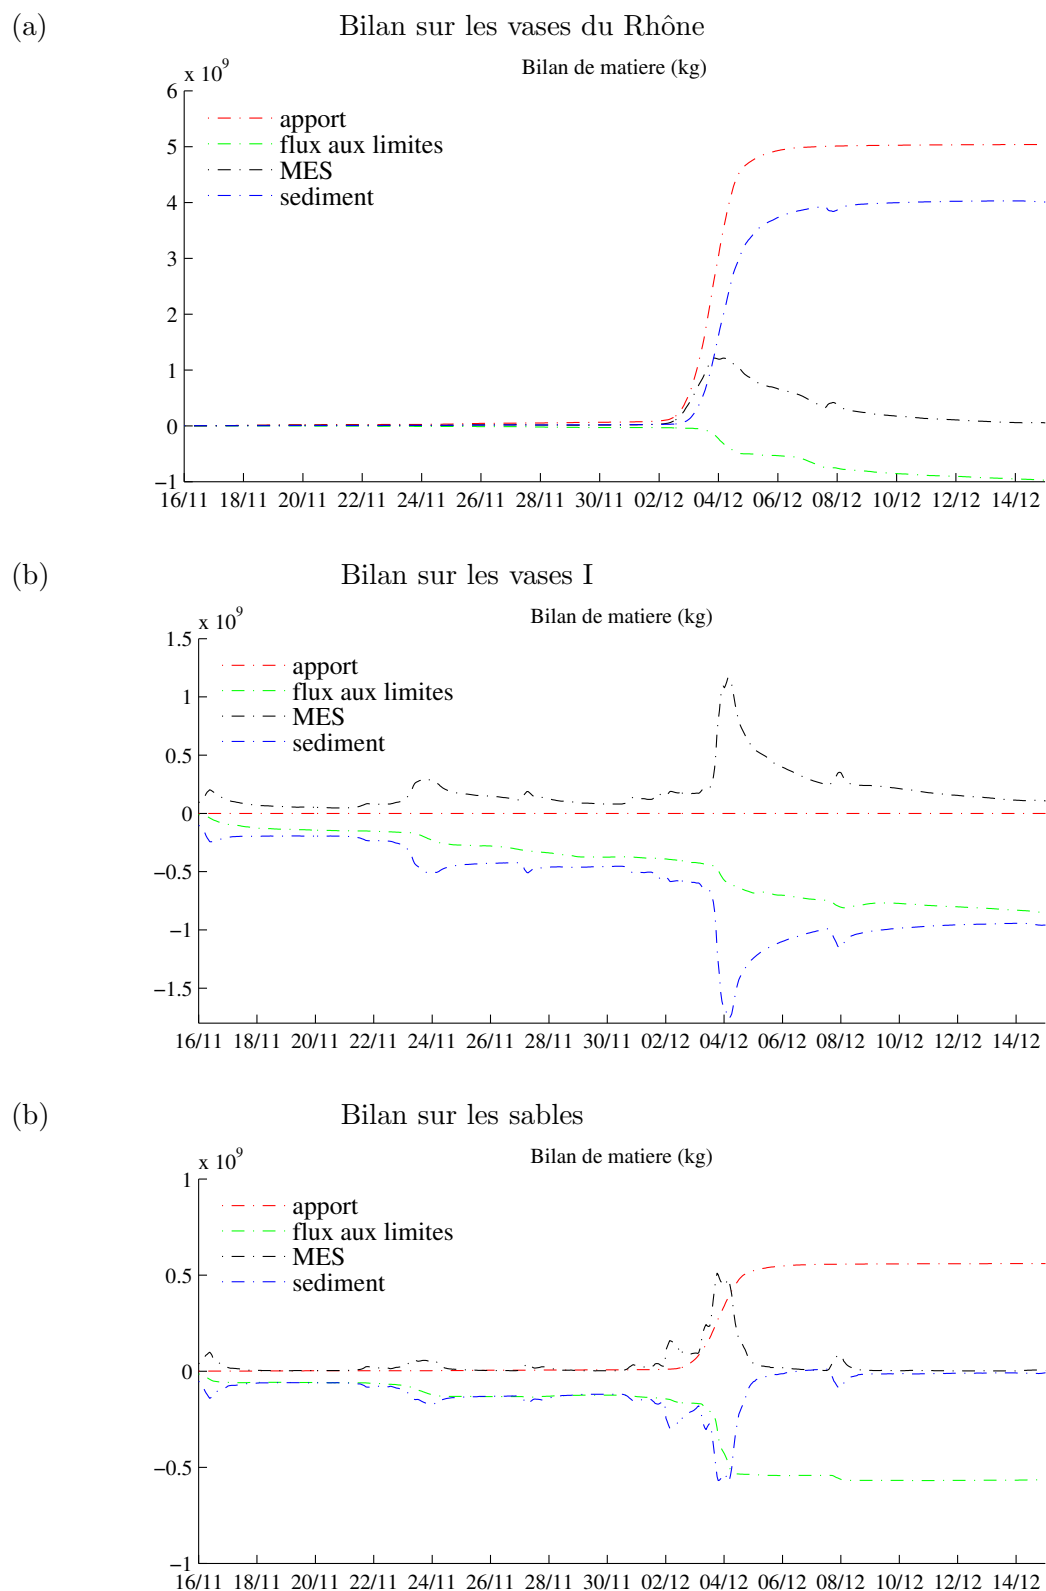 (a) Bilan sur les vases du Rhône
Bilan de matiere (kg)
x 10^9
6
apport
flux aux limites
MES
sediment
5
4
3
2
1
0
−1
16/11 18/11 20/11 22/11 24/11 26/11 28/11 30/11 02/12 04/12 06/12 08/12 10/12 12/12 14/12
(b) Bilan sur les vases I
Bilan de matiere (kg)
x 10^9
1.5
apport
flux aux limites
MES
sediment
1
0.5
0
−0.5
−1
−1.5
16/11 18/11 20/11 22/11 24/11 26/11 28/11 30/11 02/12 04/12 06/12 08/12 10/12 12/12 14/12
(b) Bilan sur les sables
Bilan de matiere (kg)
x 10^9
1
apport
flux aux limites
MES
sediment
0.5
0
−0.5
−1
16/11 18/11 20/11 22/11 24/11 26/11 28/11 30/11 02/12 04/12 06/12 08/12 10/12 12/12 14/12